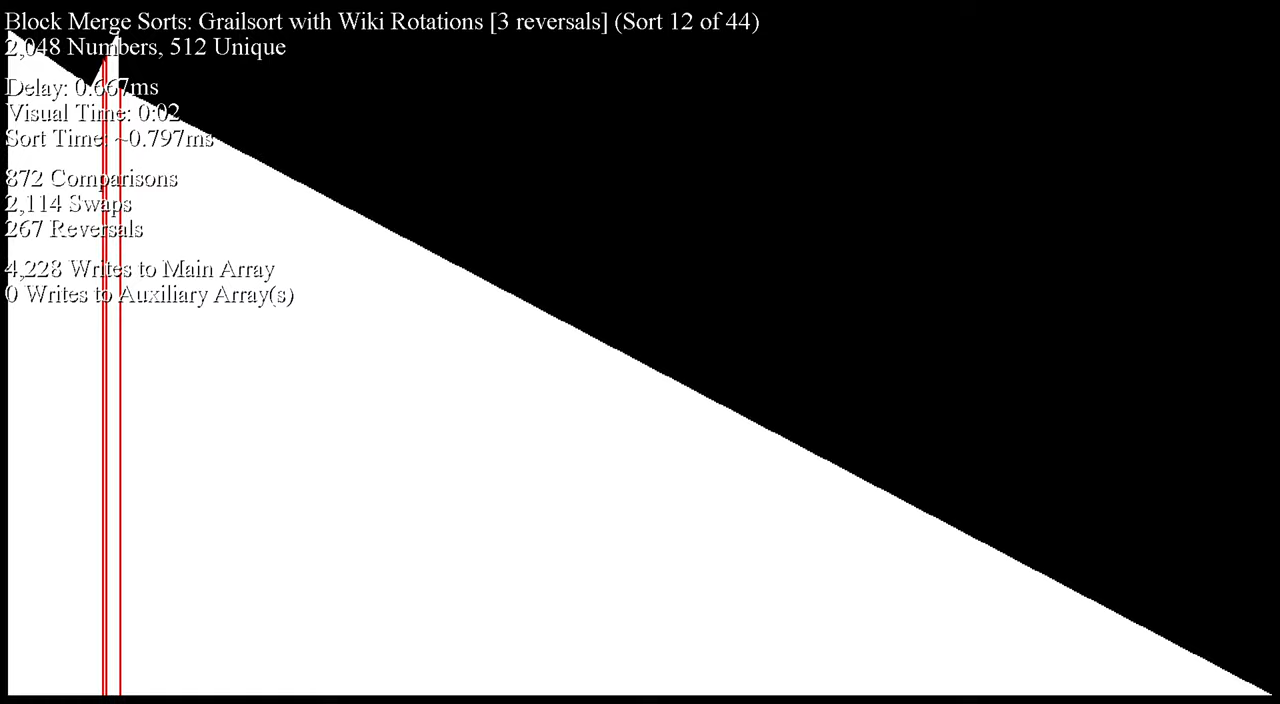 Block Merge Sorts: Grailsort with Wiki Rotations [3 reversals] (Sort 12 of 44)
2,048 Numbers, 512 Unique
Delay: 0.667ms
Visual Time: 0:02
Sort Time: ~0.797ms
872 Comparisons
2,114 Swaps
267 Reversals
4,228 Writes to Main Array
0 Writes to Auxiliary Array(s)